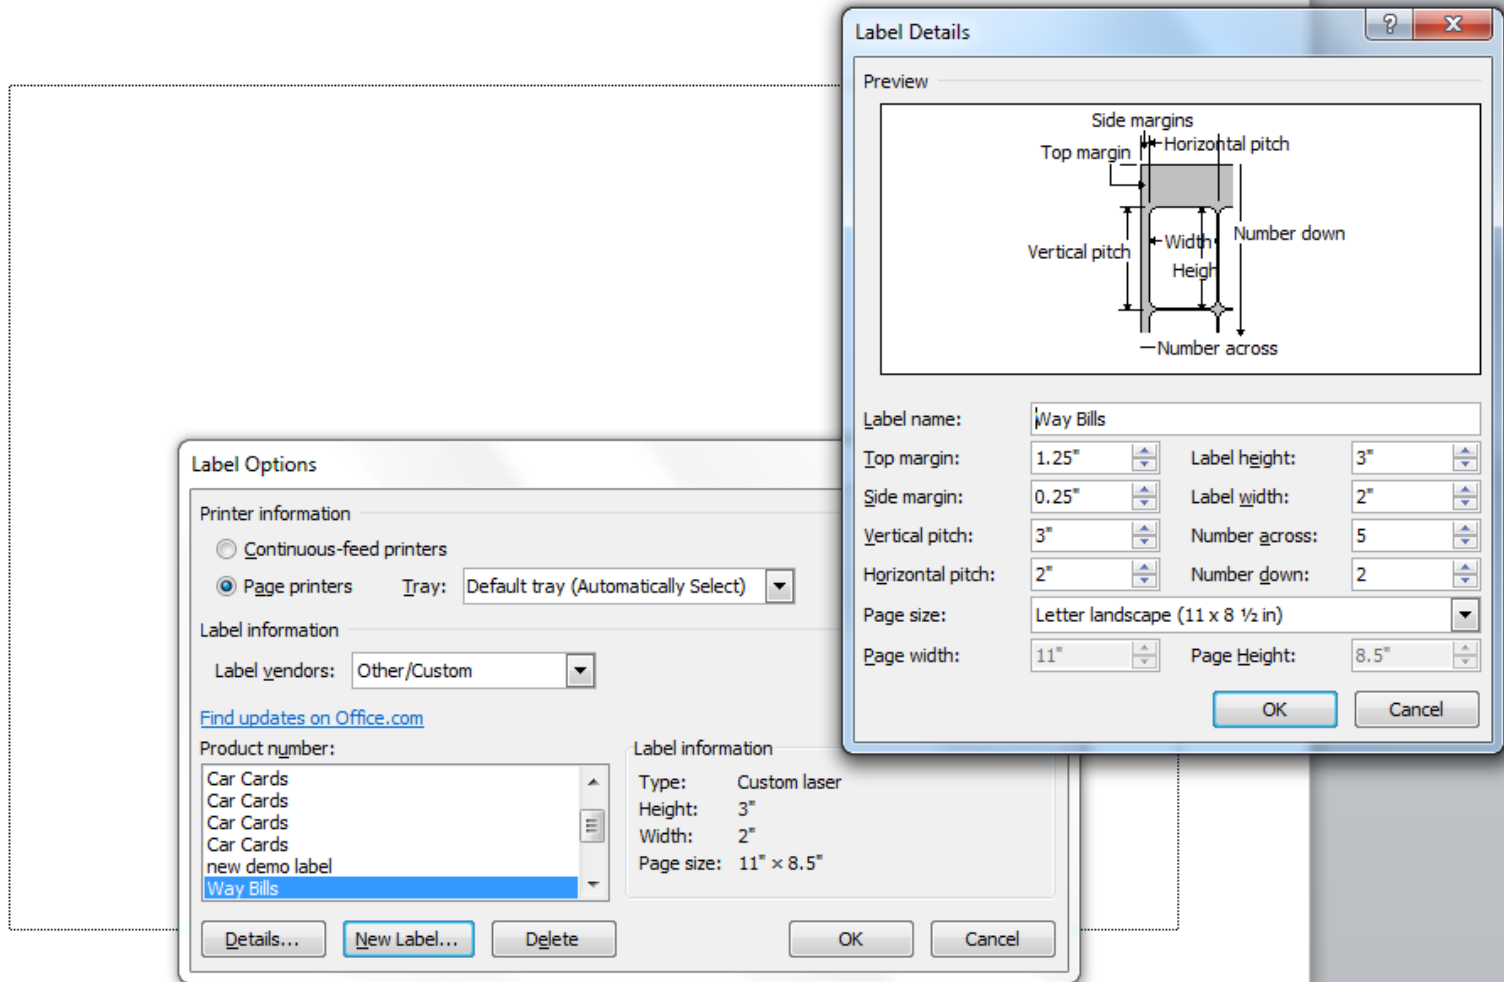 Label Details
?
X
Preview
Side margins
Horizontal pitch
Top margin
Number down
Width
Vertical pitch
Heigh
Number across
Label name: Way Bills
Top margin: 1.25" Label height: 3"
Side margin: 0.25" Label width: 2"
Vertical pitch: 3" Number across: 5
Horizontal pitch: 2" Number down: 2
Page size: Letter landscape (11 x 8 ½ in)
Page width: 11" Page Height: 8.5"
OK Cancel
Label Options
Printer information
Continuous-feed printers
Page printers Tray: Default tray (Automatically Select)
Label information
Label vendors: Other/Custom
Find updates on Office.com
Product number:
Car Cards
Car Cards
Car Cards
Car Cards
new demo label
Way Bills
Label information
Type: Custom laser
Height: 3"
Width: 2"
Page size: 11" × 8.5"
Details... New Label... Delete OK Cancel